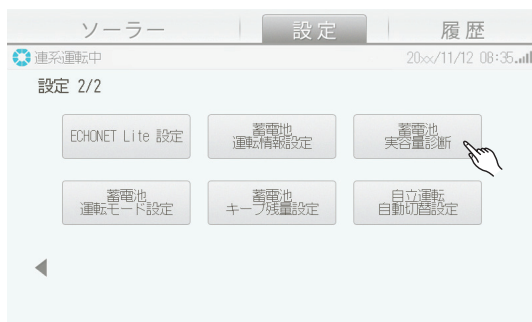 ソーラー 設定 履歴
連系運転中 20xx/11/12 08:35
設定 2/2
ECHONET Lite 設定
蓄電地
運転情報設定
蓄電池
実容量診断
蓄電池
運転モード設定
蓄電池
キープ残量設定
自立運転
自動切替設定